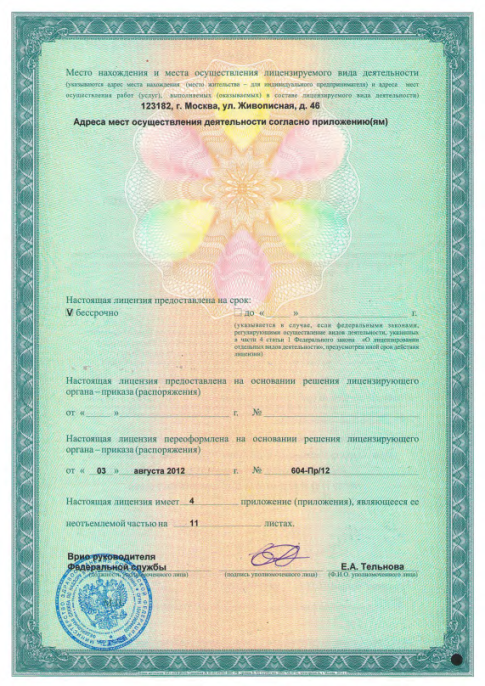 Место нахождения и места осуществления лицензируемого вида деятельности
(указываются адрес места нахождения (место жительства – для индивидуального предпринимателя) и адреса мест
осуществления работ (услуг), выполняемых (оказываемых) в составе лицензируемого вида деятельности)
123182, г. Москва, ул. Живописная, д. 46
Адреса мест осуществления деятельности согласно приложению(ям)
Настоящая лицензия предоставлена на срок:
V бессрочно до « » г.
(указывается в случае, если федеральными законами,
регулирующими осуществление видов деятельности, указанных
в части 4 статьи 1 Федерального закона «О лицензировании
отдельных видов деятельности», предусмотрен иной срок действия
лицензии)
Настоящая лицензия предоставлена на основании решения лицензирующего
органа – приказа (распоряжения)
от « » г. №
Настоящая лицензия переоформлена на основании решения лицензирующего
органа – приказа (распоряжения)
от « 03 » августа 2012 г. № 604-Пр/12
Настоящая лицензия имеет 4 приложение (приложения), являющееся ее
неотъемлемой частью на 11 листах.
Врио руководителя
Федеральной службы Е.А. Тельнова
(должность уполномоченного лица) (подпись уполномоченного лица) (Ф.И.О. уполномоченного лица)
М.П.